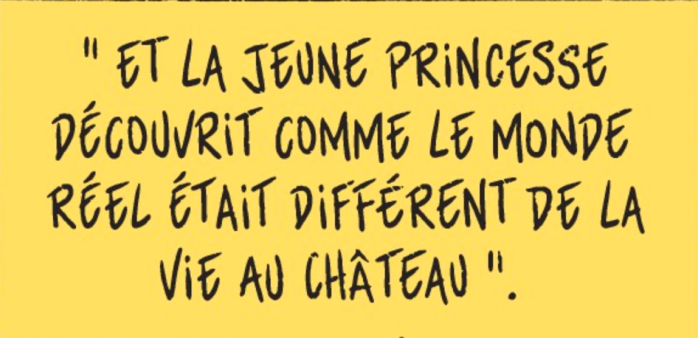 " ET LA JEUNE PRINCESSE
DÉCOUVRIT COMME LE MONDE
RÉEL ÉTAIT DIFFÉRENT DE LA
VIE AU CHÂTEAU ".